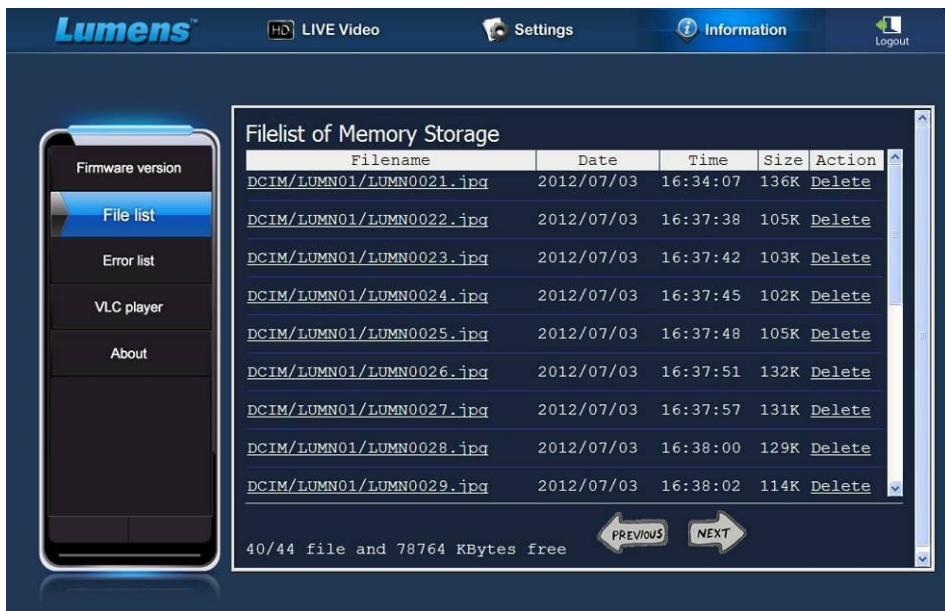 Lumens™ LIVE Video Settings Information Logout
HD
Firmware version
File list
Error list
VLC player
About
Filelist of Memory Storage
Filename Date Time Size Action
DCIM/LUMN01/LUMN0021.jpg 2012/07/03 16:34:07 136K Delete
DCIM/LUMN01/LUMN0022.jpg 2012/07/03 16:37:38 105K Delete
DCIM/LUMN01/LUMN0023.jpg 2012/07/03 16:37:42 103K Delete
DCIM/LUMN01/LUMN0024.jpg 2012/07/03 16:37:45 102K Delete
DCIM/LUMN01/LUMN0025.jpg 2012/07/03 16:37:48 105K Delete
DCIM/LUMN01/LUMN0026.jpg 2012/07/03 16:37:51 132K Delete
DCIM/LUMN01/LUMN0027.jpg 2012/07/03 16:37:57 131K Delete
DCIM/LUMN01/LUMN0028.jpg 2012/07/03 16:38:00 129K Delete
DCIM/LUMN01/LUMN0029.jpg 2012/07/03 16:38:02 114K Delete
PREVIOUS NEXT
40/44 file and 78764 KBytes free